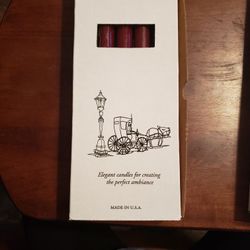 Elegant candles for creating
the perfect ambiance
MADE IN U.S.A.